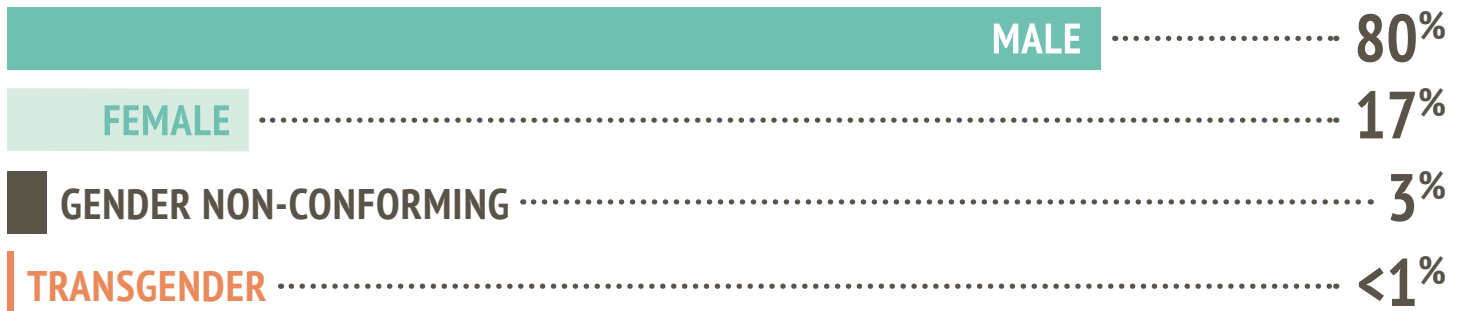 MALE 80%
FEMALE 17%
GENDER NON-CONFORMING 3%
TRANSGENDER <1%